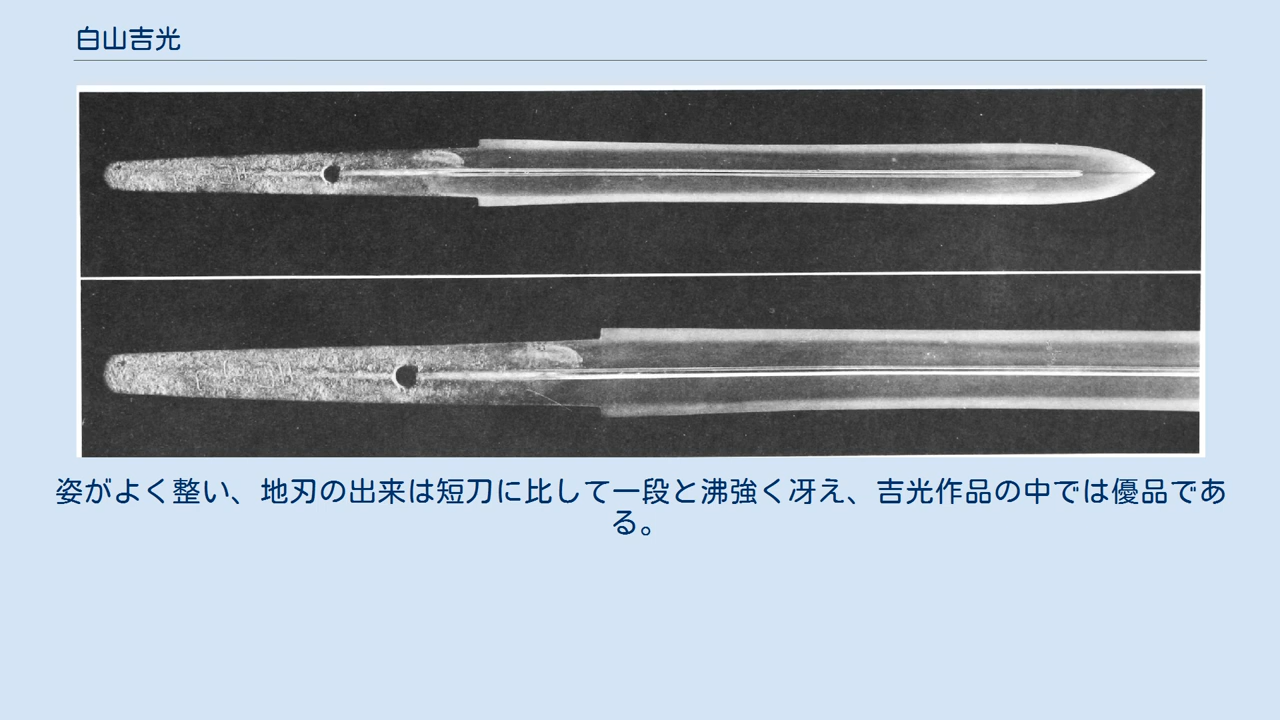 白山吉光
姿がよく整い、地刃の出来は短刀に比して一段と沸強く冴え、吉光作品の中では優品であ
る。